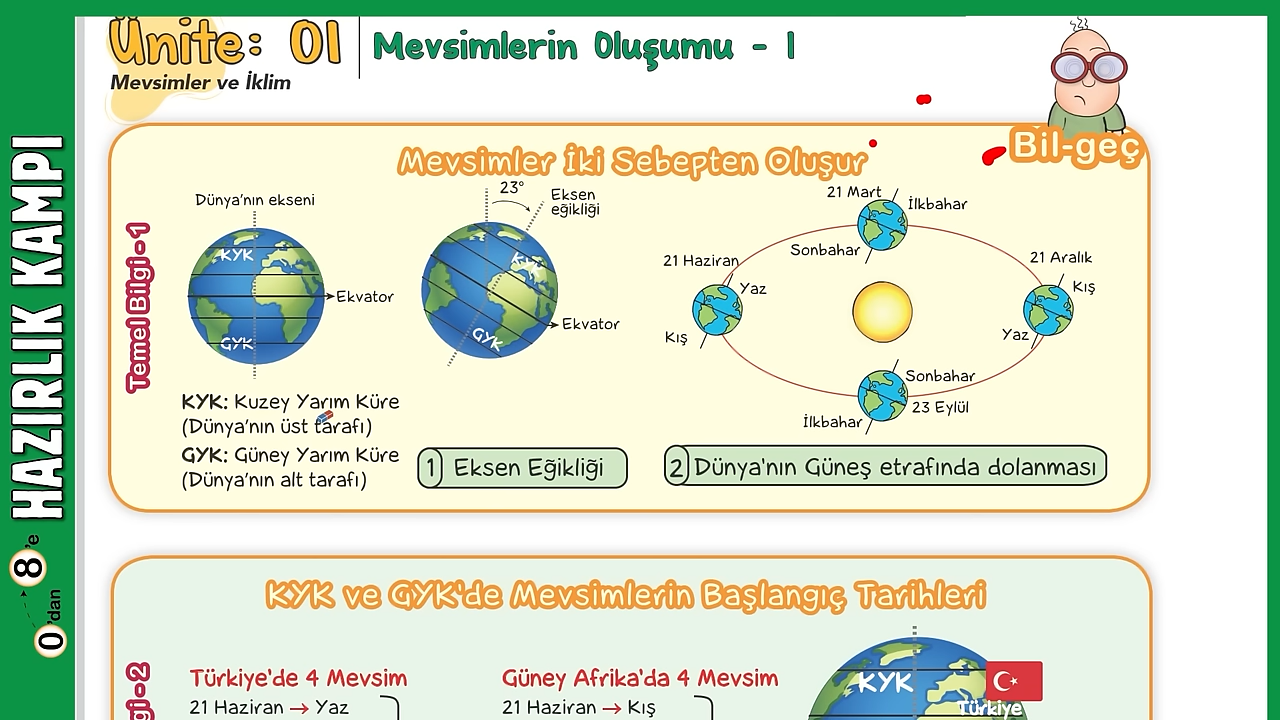 HAZIRLIK KAMPI
0'dan 8'e
Ünite: 01
Mevsimler ve İklim
Mevsimlerin Oluşumu - 1
Bil-geç
Temel Bilgi - 1
Mevsimler İki Sebepten Oluşur
Dünya'nın ekseni
KYK
GYK
Ekvator
23°
Eksen
eğikliği
KYK
GYK
Ekvator
21 Mart
İlkbahar
Sonbahar
21 Haziran
Yaz
Kış
21 Aralık
Kış
Yaz
Sonbahar
23 Eylül
İlkbahar
KYK: Kuzey Yarım Küre
(Dünya'nın üst tarafı)
GYK: Güney Yarım Küre
(Dünya'nın alt tarafı)
1 Eksen Eğikliği
2 Dünya'nın Güneş etrafında dolanması
KYK ve GYK'de Mevsimlerin Başlangıç Tarihleri
Türkiye'de 4 Mevsim
21 Haziran → Yaz
Güney Afrika'da 4 Mevsim
21 Haziran → Kış
KYK
Türkiye